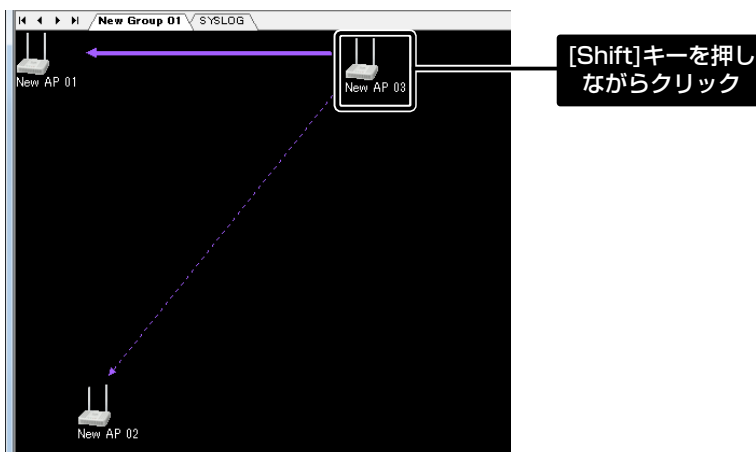 New Group 01 SYSLOG
New AP 01
New AP 03
[Shift]キーを押し
ながらクリック
New AP 02